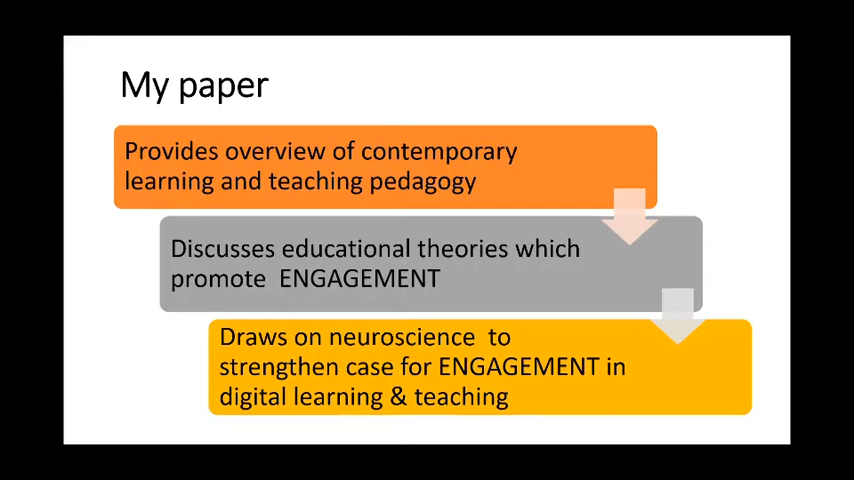 My paper
Provides overview of contemporary
learning and teaching pedagogy
Discusses educational theories which
promote ENGAGEMENT
Draws on neuroscience to
strengthen case for ENGAGEMENT in
digital learning & teaching